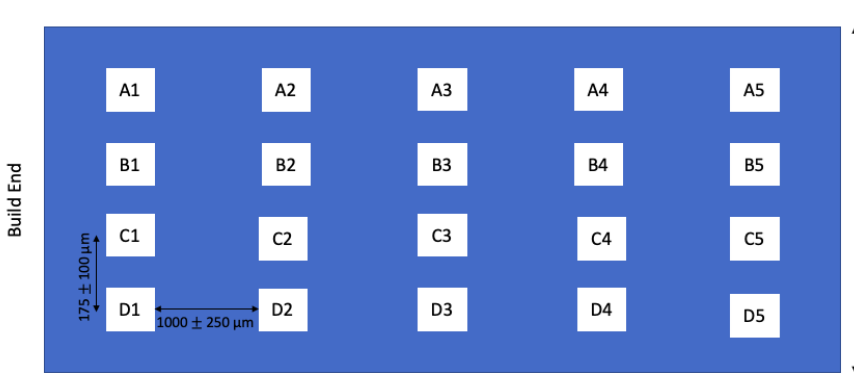 A1 A2 A3 A4 A5
B1 B2 B3 B4 B5
Build End
C1 C2 C3 C4 C5
175 ± 100 µm
D1 D2 D3 D4 D5
1000 ± 250 µm